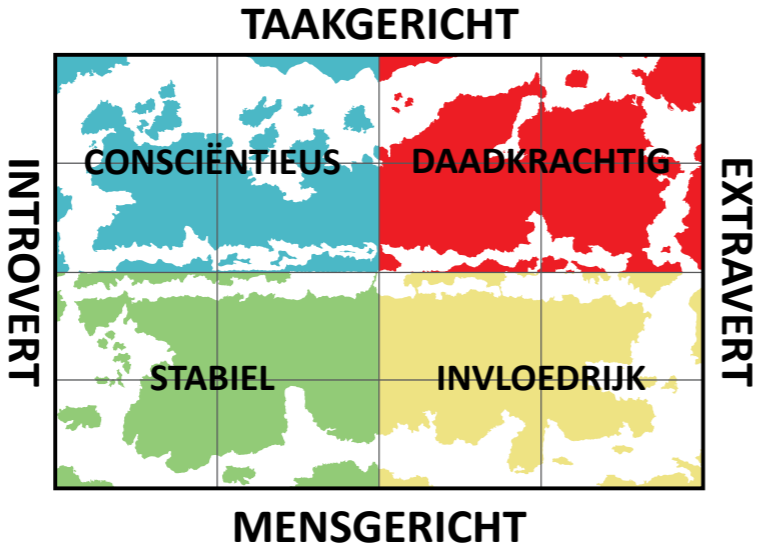 TAAKGERICHT
INTROVERT
CONSCIËNTIEUS
DAADKRACHTIG
EXTRAVERT
STABIEL
INVLOEDRIJK
MENSGERICHT